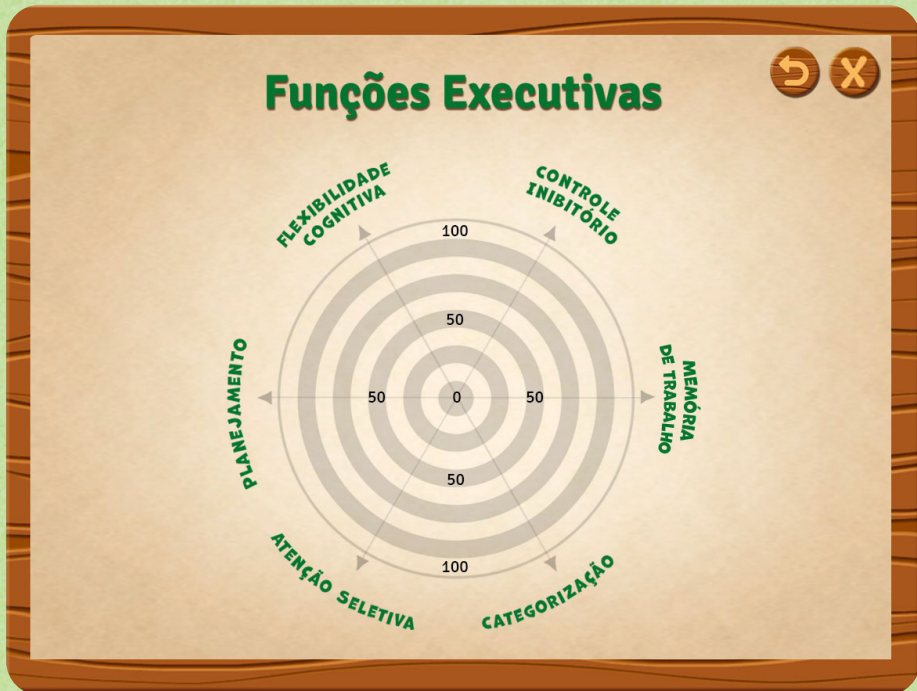 Funções Executivas
FLEXIBILIDADE
COGNITIVA
CONTROLE
INIBITÓRIO
100
50
PLANEJAMENTO
50
0
50
MEMÓRIA
DE TRABALHO
50
100
ATENÇÃO SELETIVA
CATEGORIZAÇÃO
X